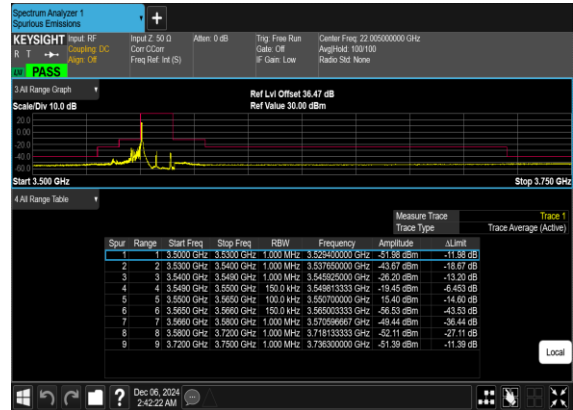 Spectrum Analyzer 1
Spurious Emissions
KEYSIGHT Input: RF
R T Coupling: DC
Align: Off
Input Z: 50 Ω
Corr CCorr
Freq Ref: Int (S)
Atten: 0 dB
Trig: Free Run
Gate: Off
IF Gain: Low
Center Freq: 22.005000000 GHz
Avg|Hold: 100/100
Radio Std: None
PASS
3 All Range Graph
Scale/Div 10.0 dB
Ref Lvl Offset 36.47 dB
Ref Value 30.00 dBm
20.0
0.00
-20.0
-40.0
-60.0
Start 3.500 GHz
Stop 3.750 GHz
4 All Range Table
Measure Trace Trace 1
Trace Type Trace Average (Active)
Spur Range Start Freq Stop Freq RBW Frequency Amplitude ΔLimit
1 1 3.5000 GHz 3.5300 GHz 1.000 MHz 3.529400000 GHz -51.98 dBm -11.98 dB
2 2 3.5300 GHz 3.5400 GHz 1.000 MHz 3.537650000 GHz -43.67 dBm -18.67 dB
3 3 3.5400 GHz 3.5490 GHz 1.000 MHz 3.545925000 GHz -26.20 dBm -13.20 dB
4 4 3.5490 GHz 3.5500 GHz 150.0 kHz 3.549813333 GHz -19.45 dBm -6.453 dB
5 5 3.5500 GHz 3.5650 GHz 100.0 kHz 3.550700000 GHz 15.40 dBm -14.60 dB
6 6 3.5650 GHz 3.5660 GHz 150.0 kHz 3.565003333 GHz -56.53 dBm -43.53 dB
7 7 3.5660 GHz 3.5800 GHz 1.000 MHz 3.570596667 GHz -49.44 dBm -36.44 dB
8 8 3.5800 GHz 3.7200 GHz 1.000 MHz 3.718133333 GHz -52.11 dBm -27.11 dB
9 9 3.7200 GHz 3.7500 GHz 1.000 MHz 3.736300000 GHz -51.39 dBm -11.39 dB
Local
Dec 06, 2024
2:42:22 AM